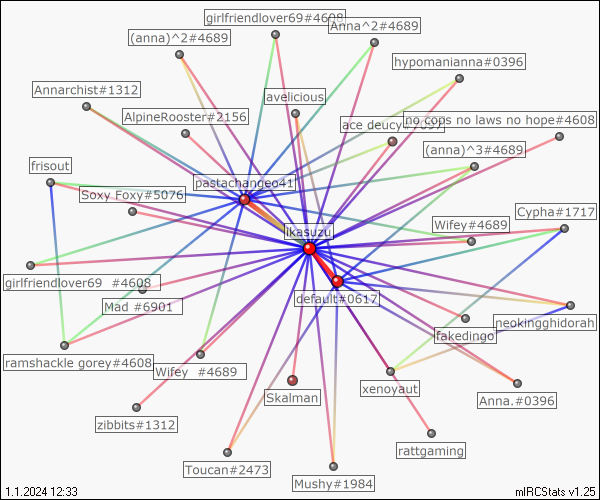 girlfriendlover69#4608
Anna^2#4689
(anna)^2#4689
hypomanianna#0396
Annarchist#1312
avelicious
AlpineRooster#2156
ace deucy
no cops no laws no hope#4608
(anna)^3#4689
frisout
pastachangeo41
Soxy Foxy#5076
Cypha#1717
Wifey#4689
ikasuzu
girlfriendlover69 #4608
default#0617
Mad #6901
neokingghidorah
fakedingo
ramshackle gorey#4608
Wifey #4689
xenoyaut
Skalman
Anna.#0396
zibbits#1312
rattgaming
Toucan#2473
Mushy#1984
1.1.2024 12:33
mIRCStats v1.25